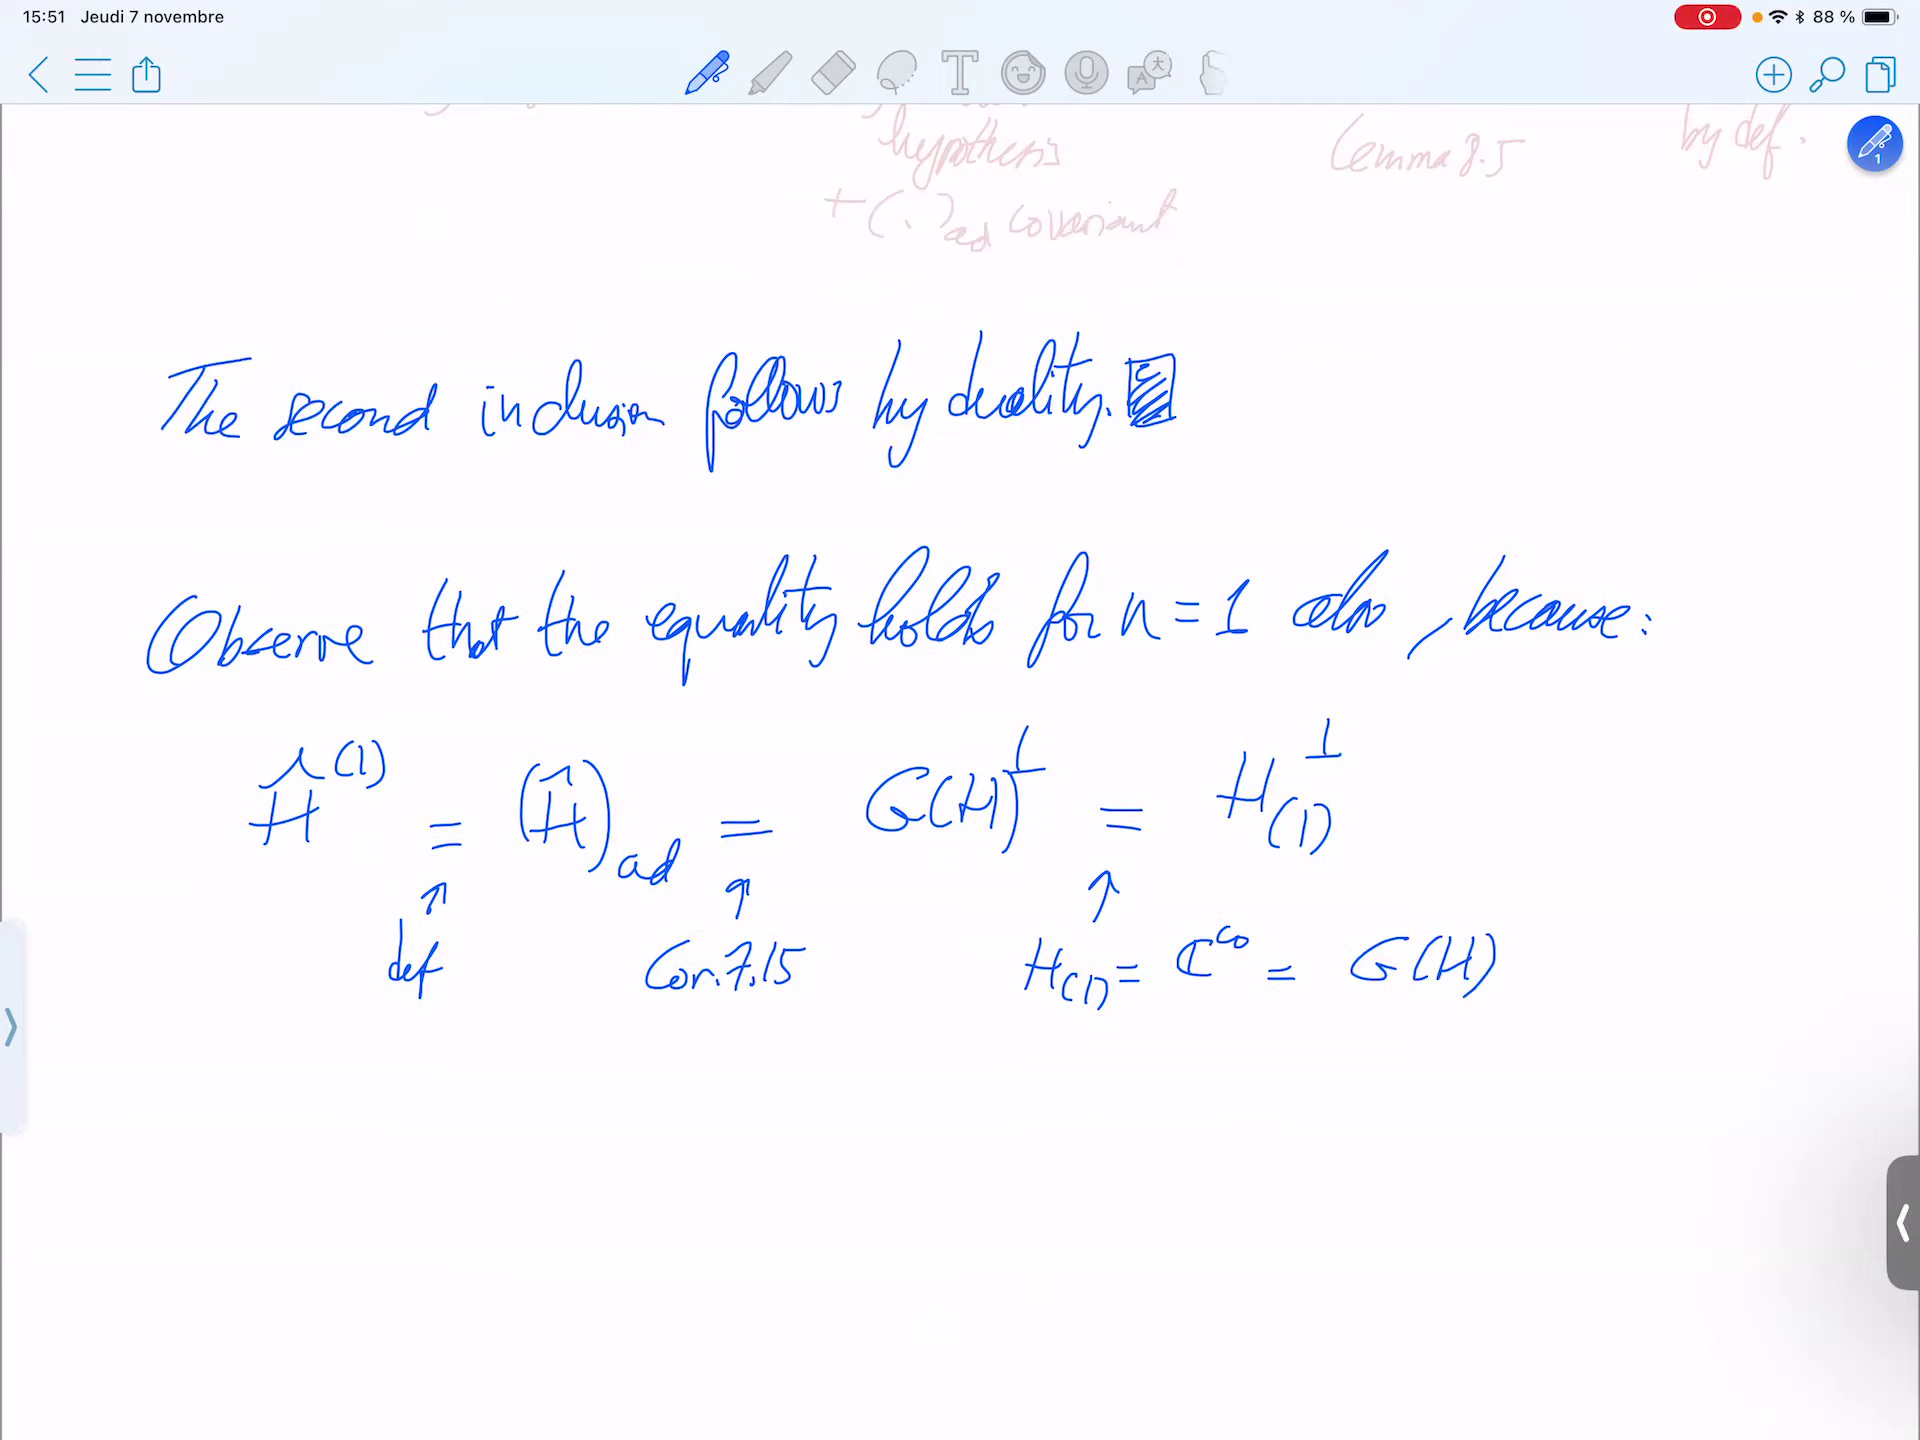 15:51 Jeudi 7 novembre 88 %
hypothesis Lemma 8.5 by def.
+ (.)ad covariant
1
The second inclusion follows by duality.
Observe that the equality holds for n = 1 also, because:
Ĥ^(1) = (Ĥ)_ad = G(H)^⊥ = H_(1)^⊥
↑ ↑ ↑
def Cor. 7.15 H_(1) = ℂ^co = G(H)